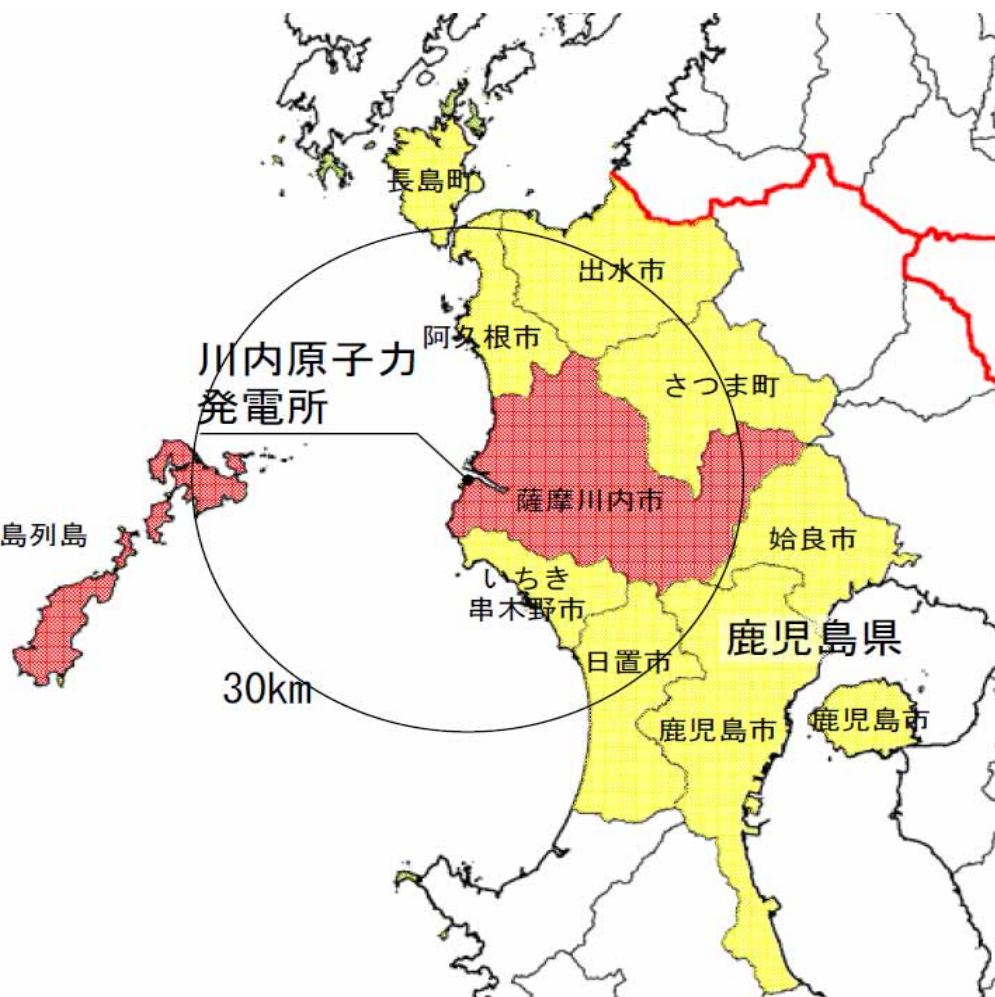 長島町
出水市
阿久根市
川内原子力
発電所
さつま町
薩摩川内市
島列島
姶良市
いちき
串木野市
鹿児島県
日置市
30km
鹿児島市
鹿児島市